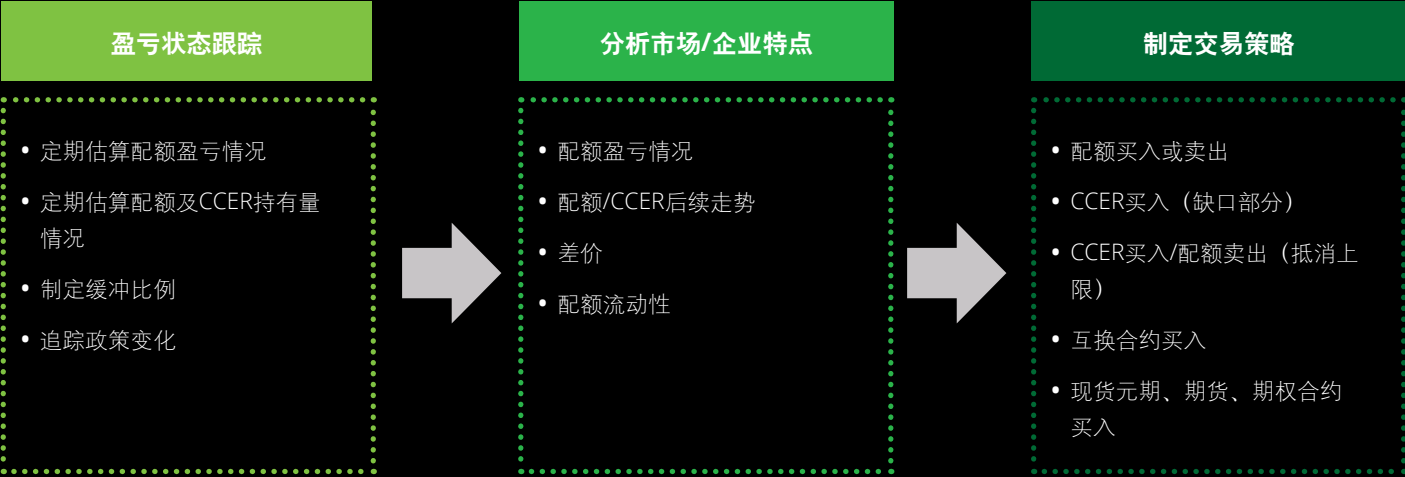 盈亏状态跟踪
• 定期估算配额盈亏情况
• 定期估算配额及CCER持有量
情况
• 制定缓冲比例
• 追踪政策变化
分析市场/企业特点
• 配额盈亏情况
• 配额/CCER后续走势
• 差价
• 配额流动性
制定交易策略
• 配额买入或卖出
• CCER买入（缺口部分）
• CCER买入/配额卖出（抵消上
限）
• 互换合约买入
• 现货元期、期货、期权合约
买入